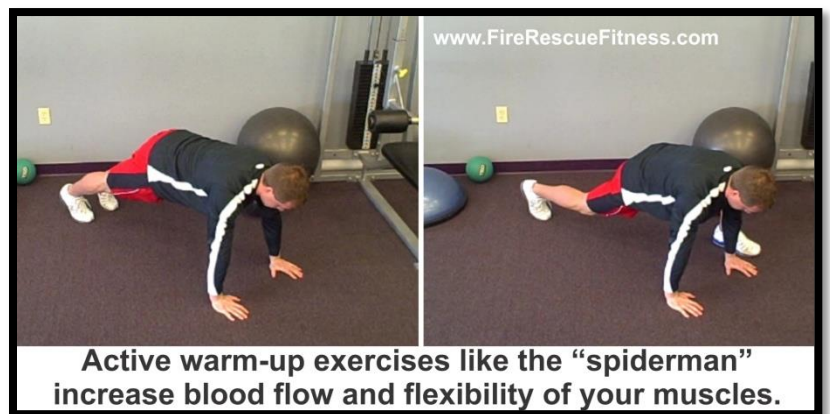 www.FireRescueFitness.com
Active warm-up exercises like the “spiderman”
increase blood flow and flexibility of your muscles.